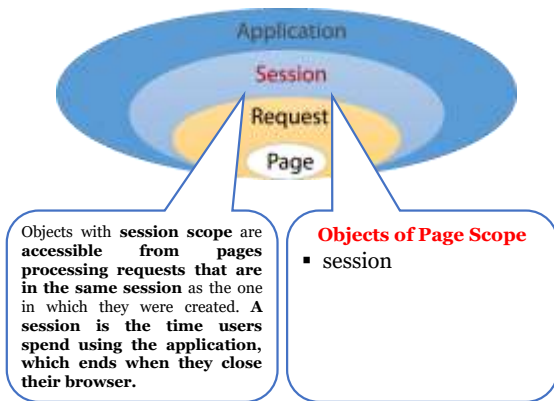 Application
Session
Request
Page
Objects with session scope are
accessible from pages
processing requests that are
in the same session as the one
in which they were created. A
session is the time users
spend using the application,
which ends when they close
their browser.
Objects of Page Scope
▪ session